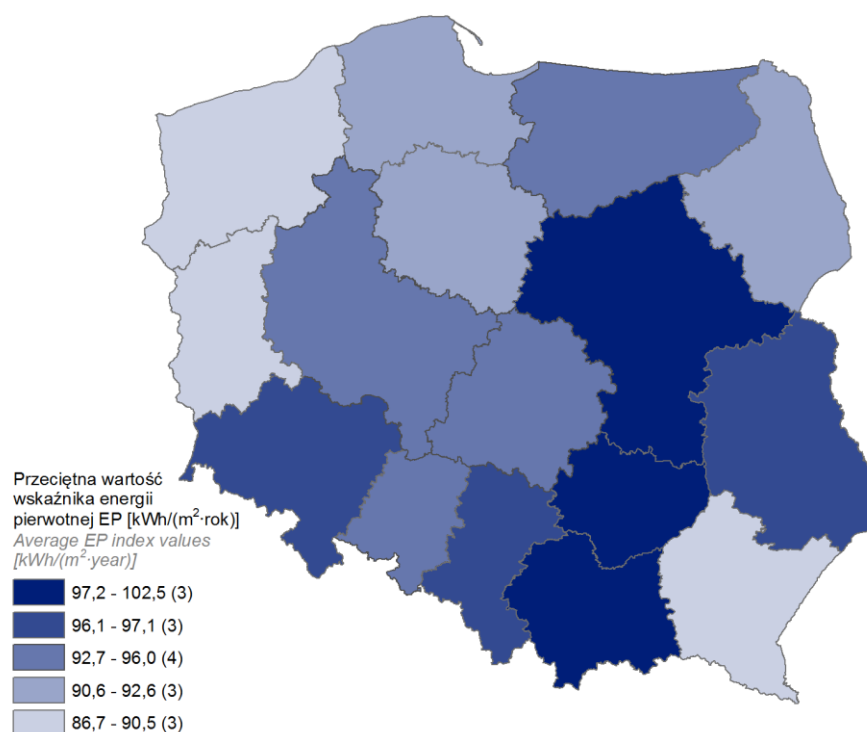 Przeciętna wartość
wskaźnika energii
pierwotnej EP [kWh/(m²·rok)]
Average EP index values
[kWh/(m²·year)]
97,2 - 102,5 (3)
96,1 - 97,1 (3)
92,7 - 96,0 (4)
90,6 - 92,6 (3)
86,7 - 90,5 (3)